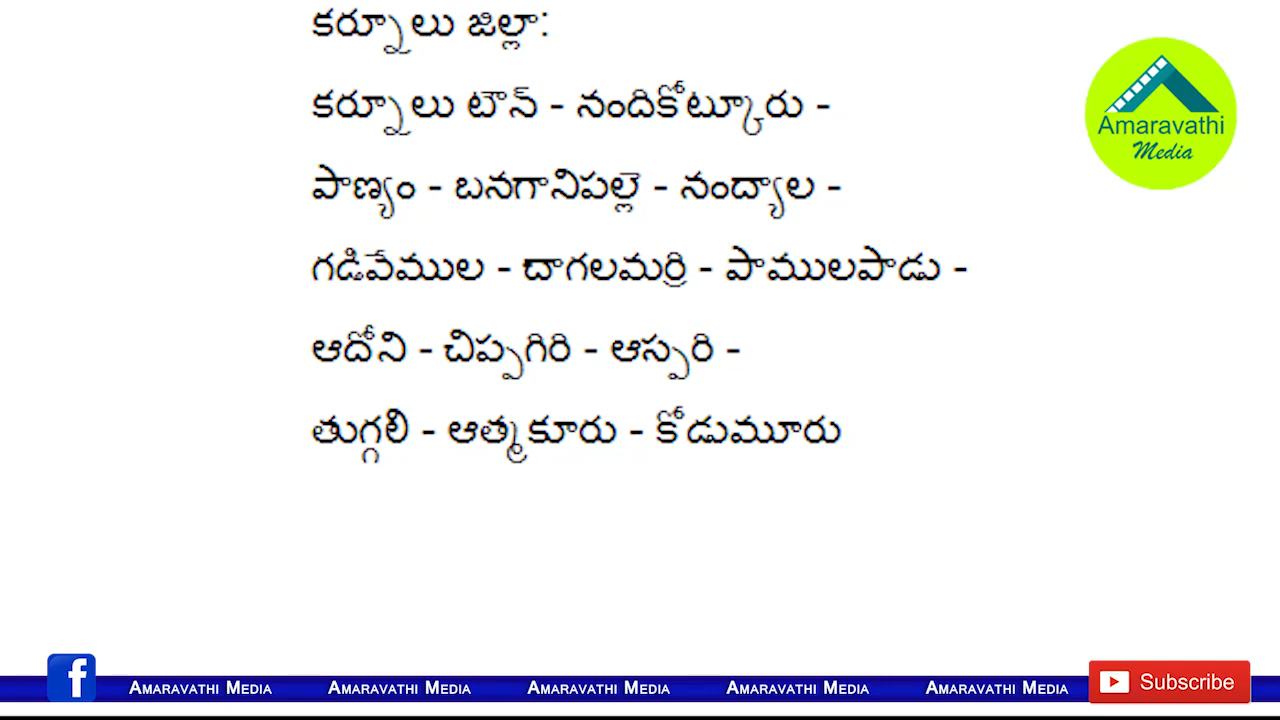 కర్నూలు జిల్లా:
కర్నూలు టౌన్ - నందికోట్కూరు -
పాణ్యం - బనగానిపల్లె - నంద్యాల -
గడివేముల - చాగలమర్రి - పాములపాడు -
ఆదోని - చిప్పగిరి - ఆస్పరి -
తుగ్గలి - ఆత్మకూరు - కోడుమూరు
Amaravathi
Media
f Amaravathi Media Amaravathi Media Amaravathi Media Amaravathi Media Amaravathi Media Subscribe